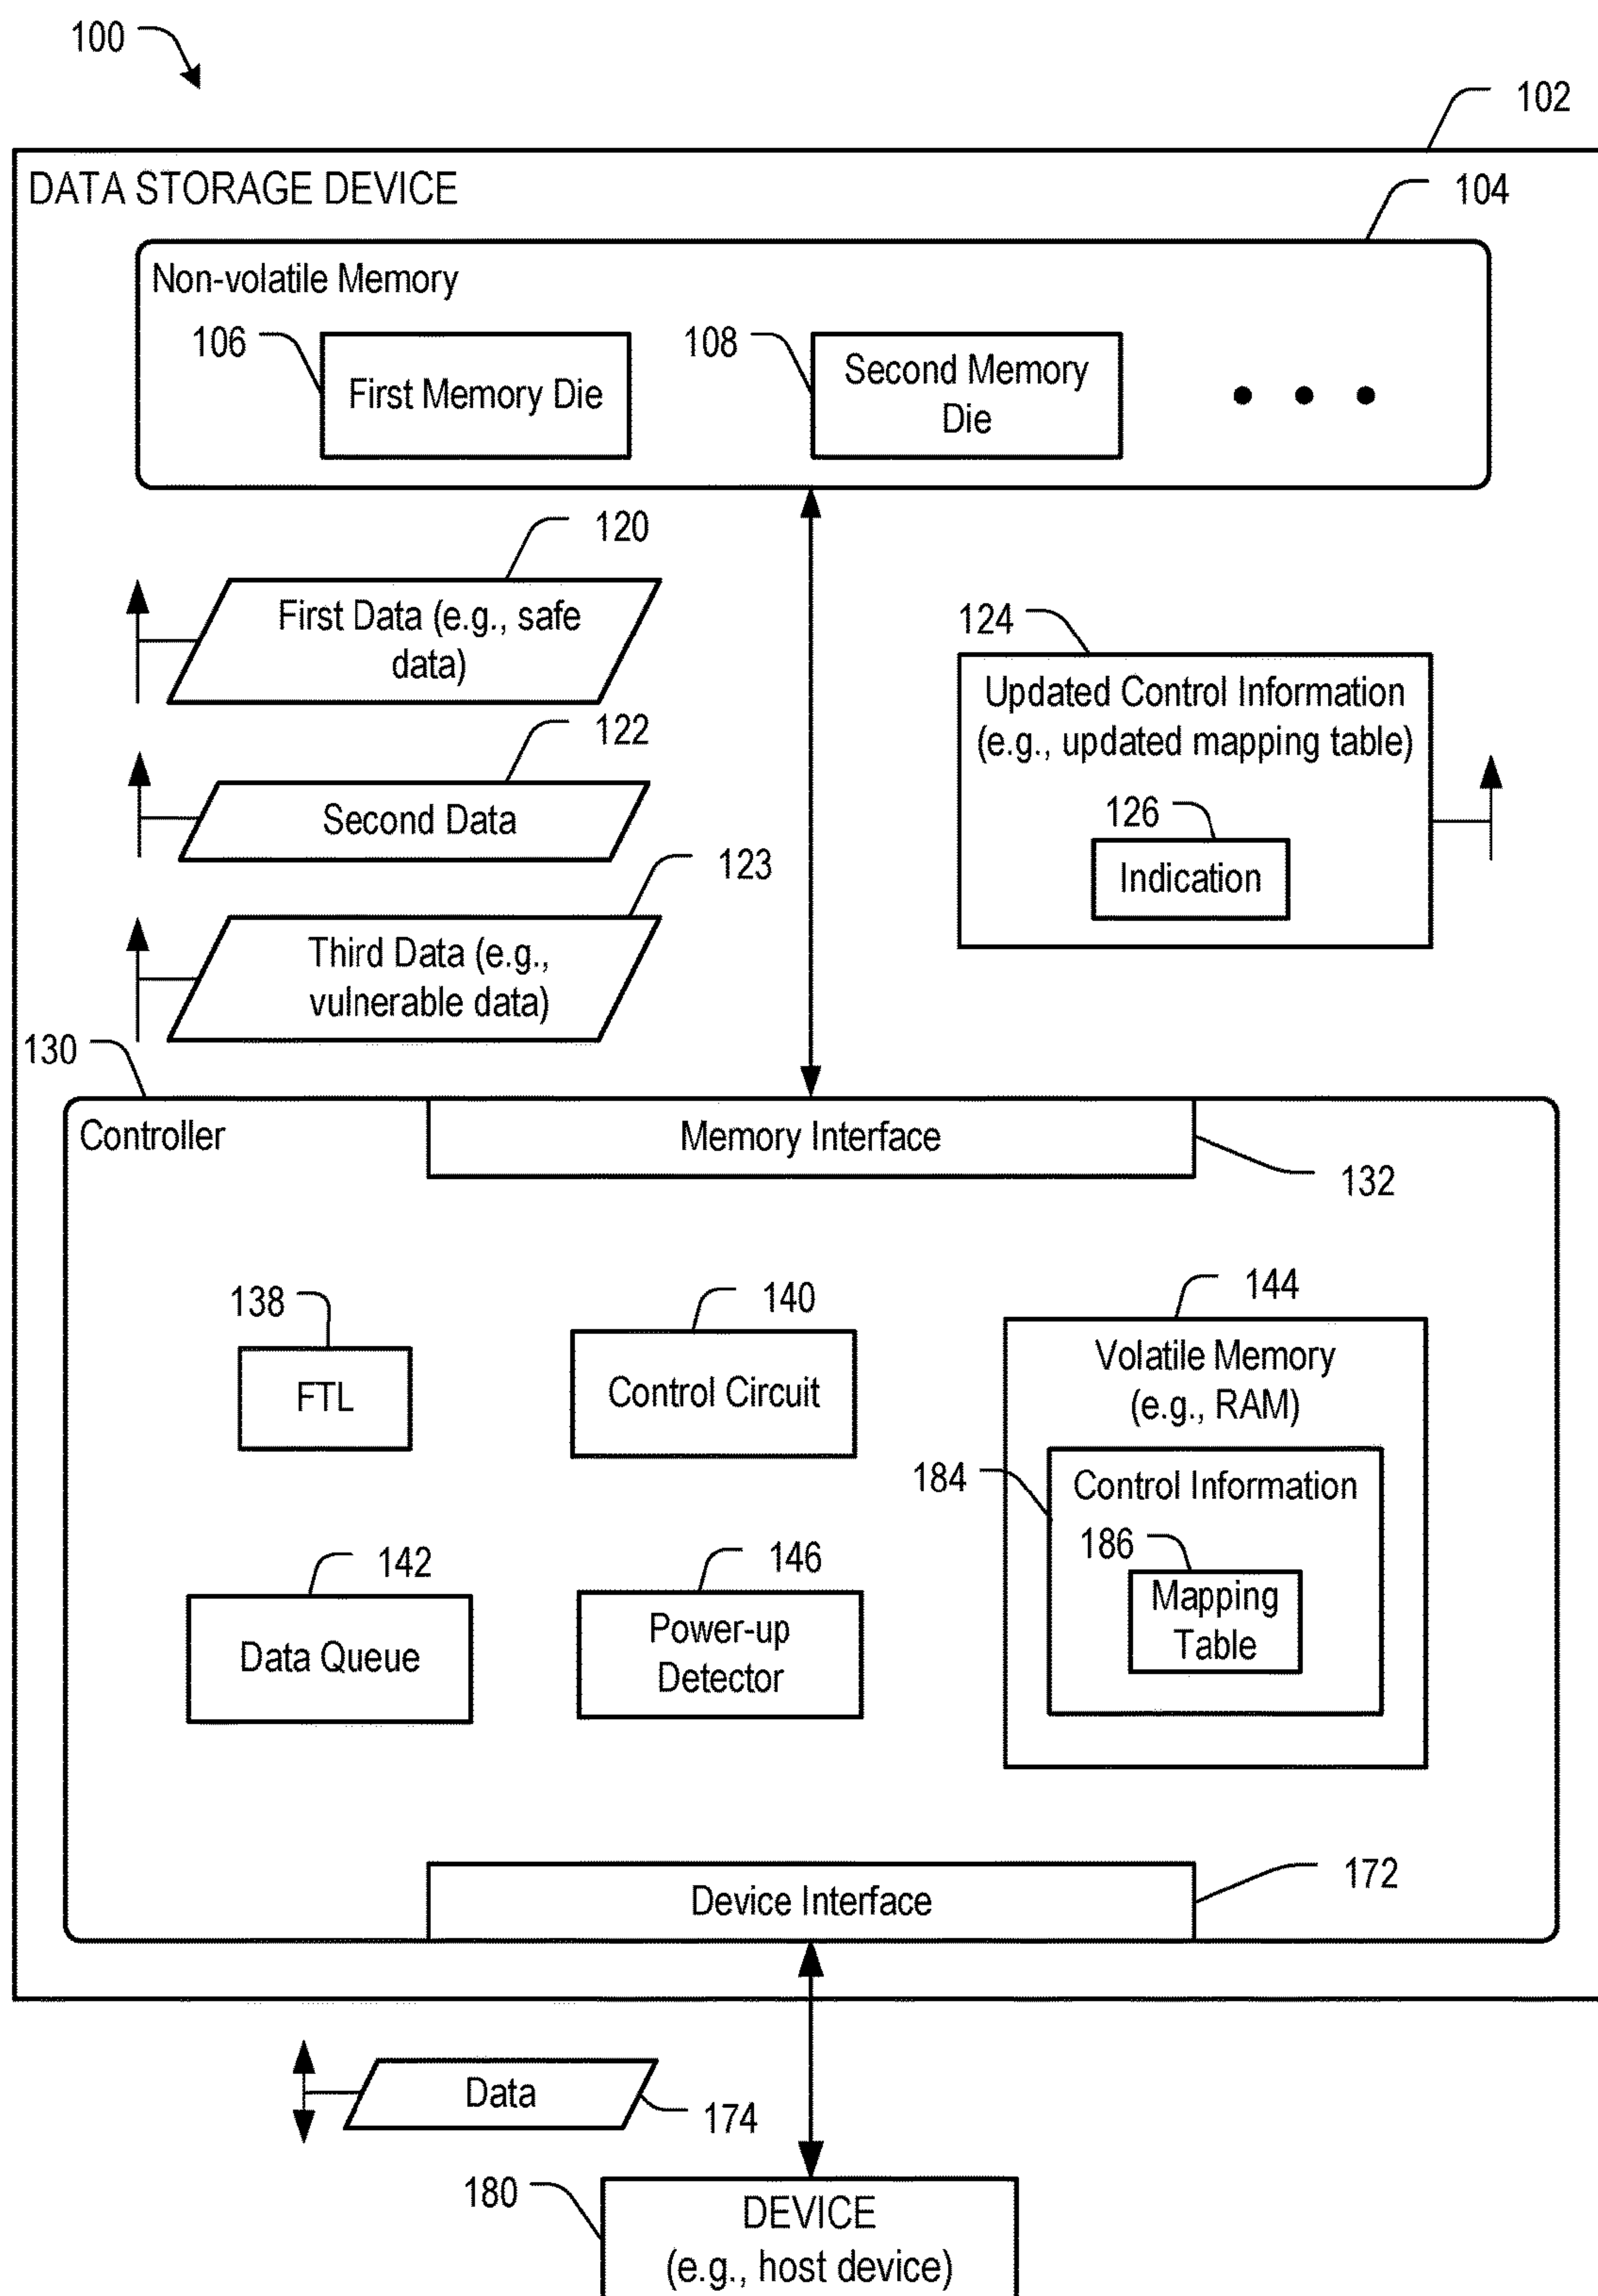 100
102
DATA STORAGE DEVICE
104
Non-volatile Memory
106
First Memory Die
108
Second Memory
Die
120
First Data (e.g., safe
data)
122
Second Data
123
Third Data (e.g.,
vulnerable data)
124
Updated Control Information
(e.g., updated mapping table)
126
Indication
130
Controller
Memory Interface
132
138
FTL
140
Control Circuit
144
Volatile Memory
(e.g., RAM)
184
Control Information
186
Mapping
Table
142
Data Queue
146
Power-up
Detector
Device Interface
172
Data
174
180
DEVICE
(e.g., host device)